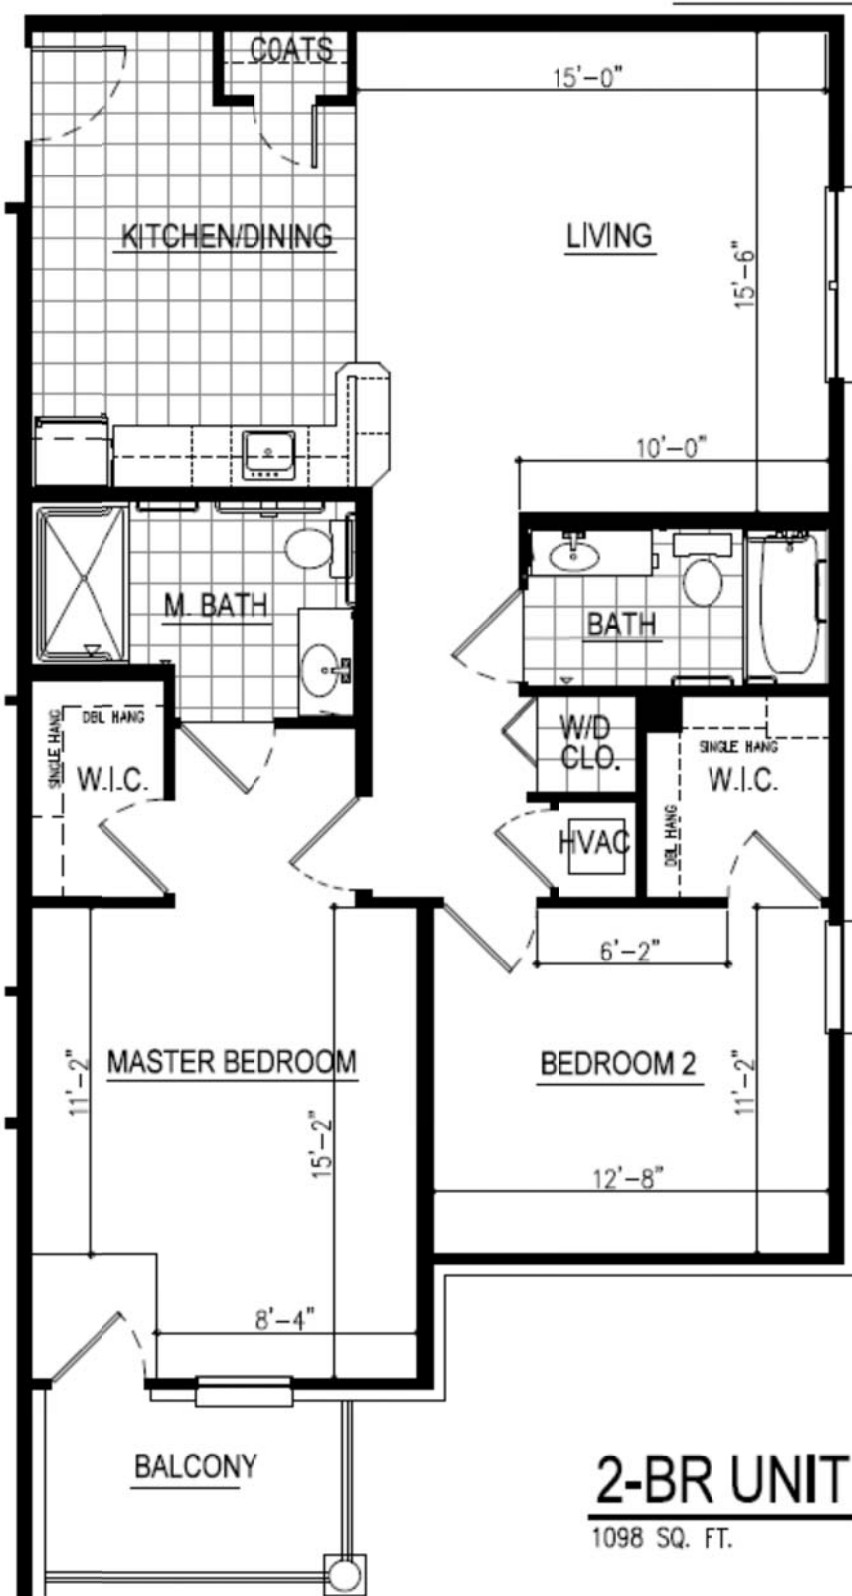 COATS
15'-0"
KITCHEN/DINING
LIVING
15'-6"
10'-0"
M. BATH
BATH
DBL HANG
SINGLE HANG
W.I.C.
W/D
CLO.
SINGLE HANG
W.I.C.
DBL HANG
HVAC
6'-2"
MASTER BEDROOM
BEDROOM 2
11'-2"
15'-2"
11'-2"
12'-8"
8'-4"
BALCONY
2-BR UNIT
1098 SQ. FT.